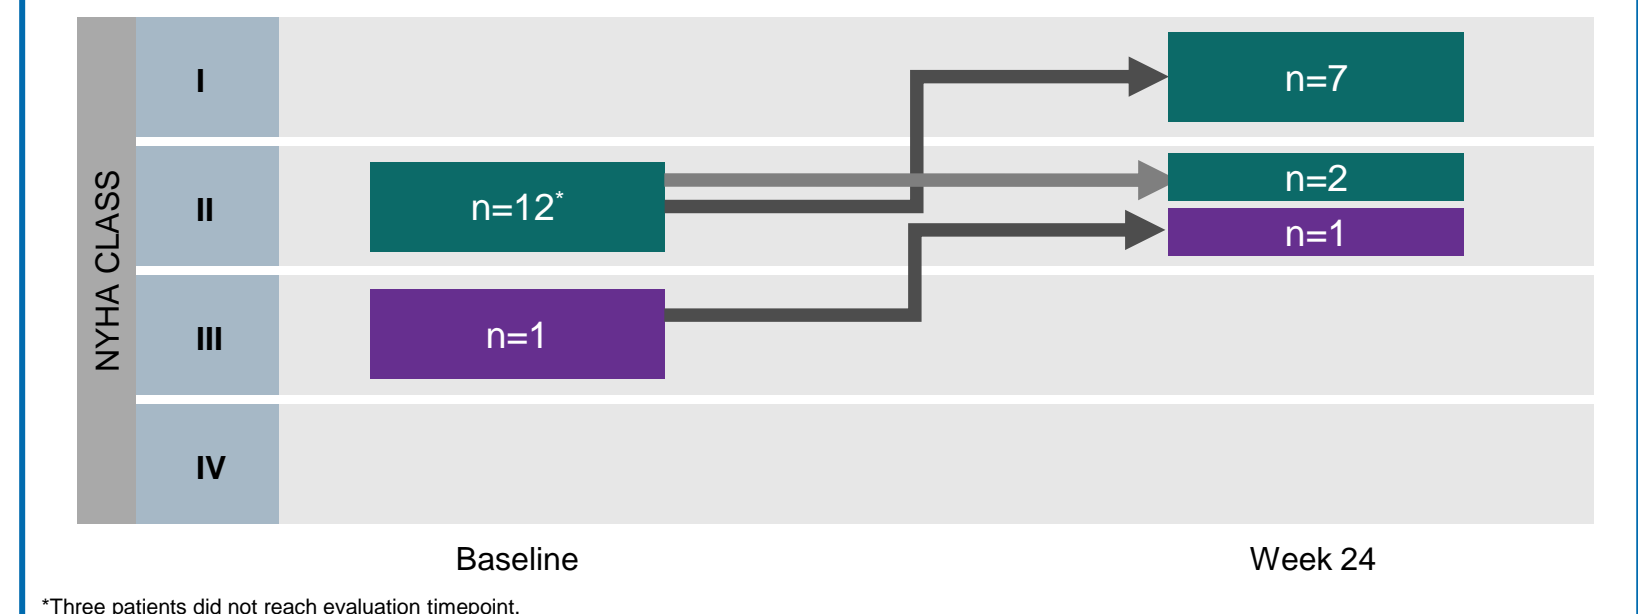 NYHA CLASS
I
n=7
II
n=12*
n=2
n=1
III
n=1
IV
Baseline
Week 24
*Three patients did not reach evaluation timepoint.